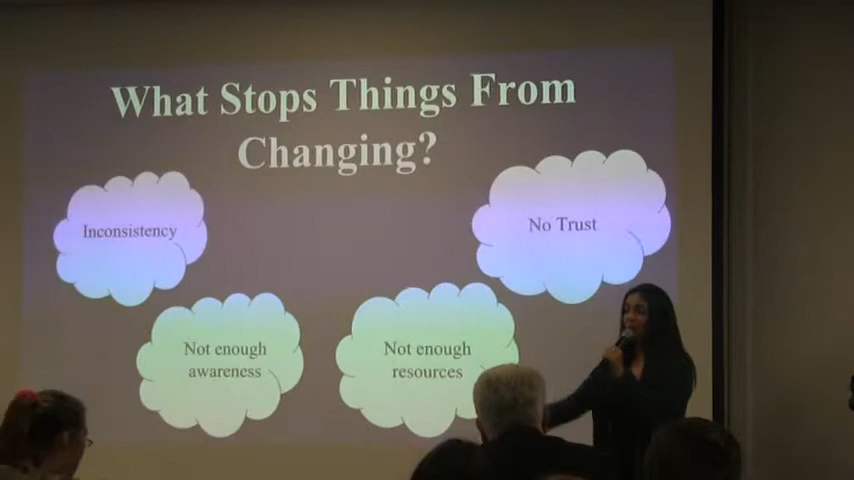 What Stops Things From
Changing?
Inconsistency
No Trust
Not enough
awareness
Not enough
resources